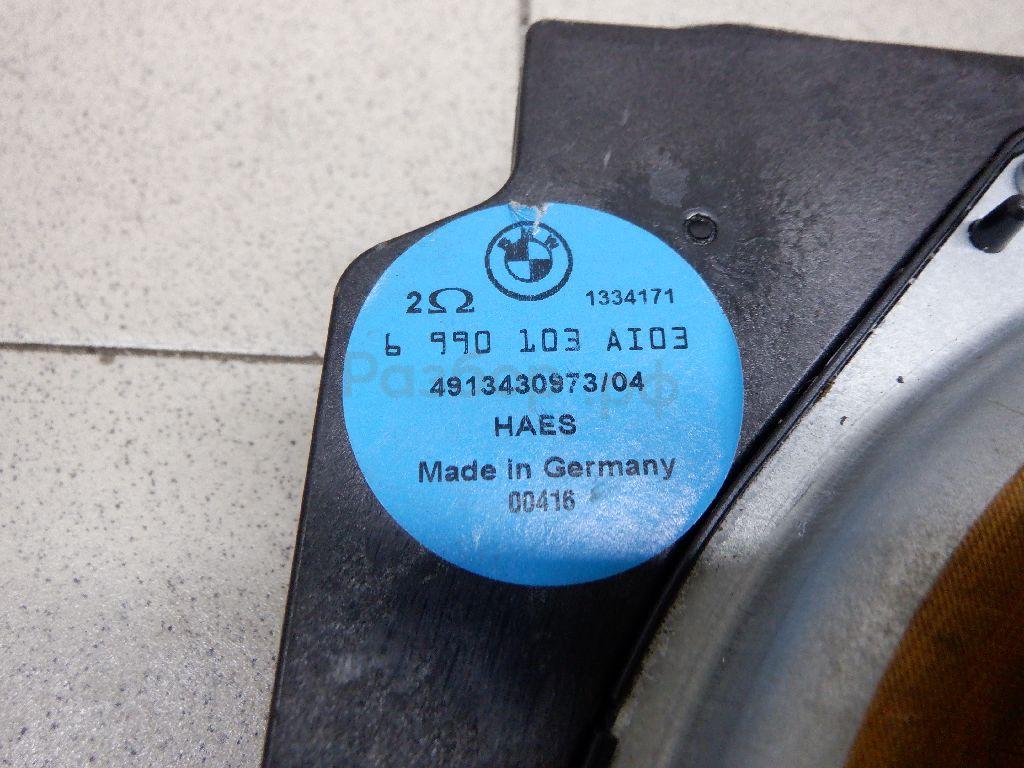 BMW
2Ω 1334171
6 990 103 AI03
4913430973/04
HAES
Made in Germany
00416